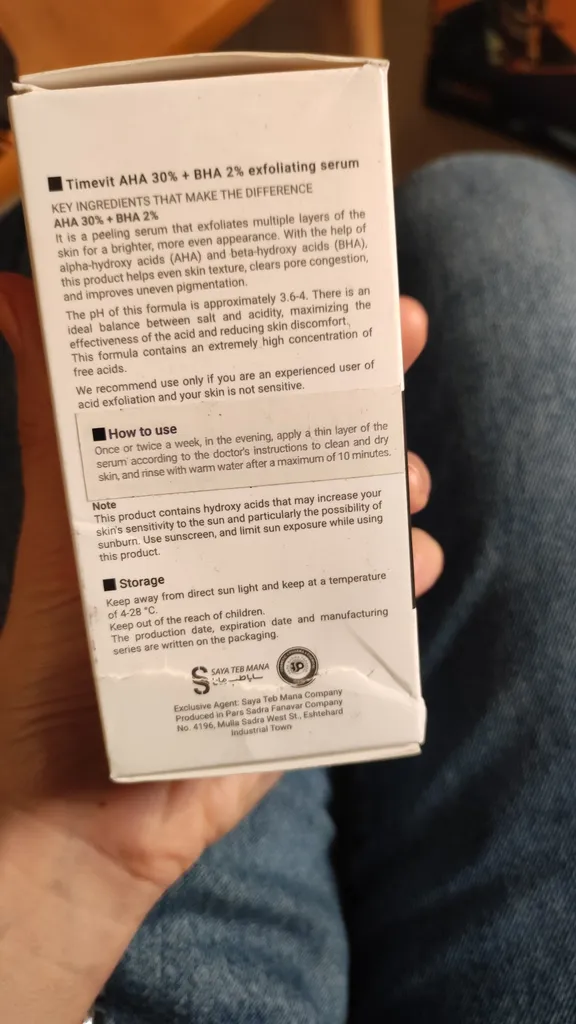 Timevit AHA 30% + BHA 2% exfoliating serum
KEY INGREDIENTS THAT MAKE THE DIFFERENCE
AHA 30% + BHA 2%
It is a peeling serum that exfoliates multiple layers of the
skin for a brighter, more even appearance. With the help of
alpha-hydroxy acids (AHA) and beta-hydroxy acids (BHA),
this product helps even skin texture, clears pore congestion,
and improves uneven pigmentation.
The pH of this formula is approximately 3.6-4. There is an
ideal balance between salt and acidity, maximizing the
effectiveness of the acid and reducing skin discomfort.
This formula contains an extremely high concentration of
free acids.
We recommend use only if you are an experienced user of
acid exfoliation and your skin is not sensitive.
How to use
Once or twice a week, in the evening, apply a thin layer of the
serum according to the doctor's instructions to clean and dry
skin, and rinse with warm water after a maximum of 10 minutes.
Note
This product contains hydroxy acids that may increase your
skin's sensitivity to the sun and particularly the possibility of
sunburn. Use sunscreen, and limit sun exposure while using
this product.
Storage
Keep away from direct sun light and keep at a temperature
of 4-28 °C.
Keep out of the reach of children.
The production date, expiration date and manufacturing
series are written on the packaging.
SAYA TEB MANA
Exclusive Agent: Saya Teb Mana Company
Produced in Pars Sadra Fanavar Company
No. 4196, Mulla Sadra West St., Eshtehard
Industrial Town